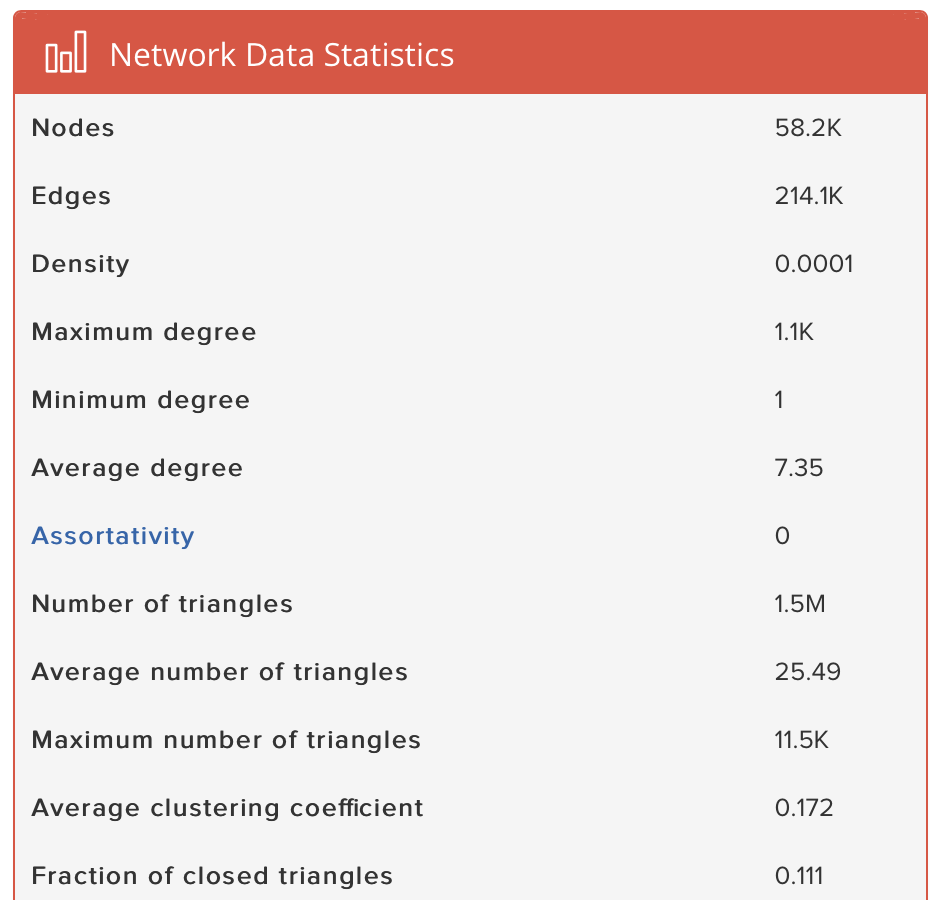 Network Data Statistics
Nodes 58.2K
Edges 214.1K
Density 0.0001
Maximum degree 1.1K
Minimum degree 1
Average degree 7.35
Assortativity 0
Number of triangles 1.5M
Average number of triangles 25.49
Maximum number of triangles 11.5K
Average clustering coefficient 0.172
Fraction of closed triangles 0.111